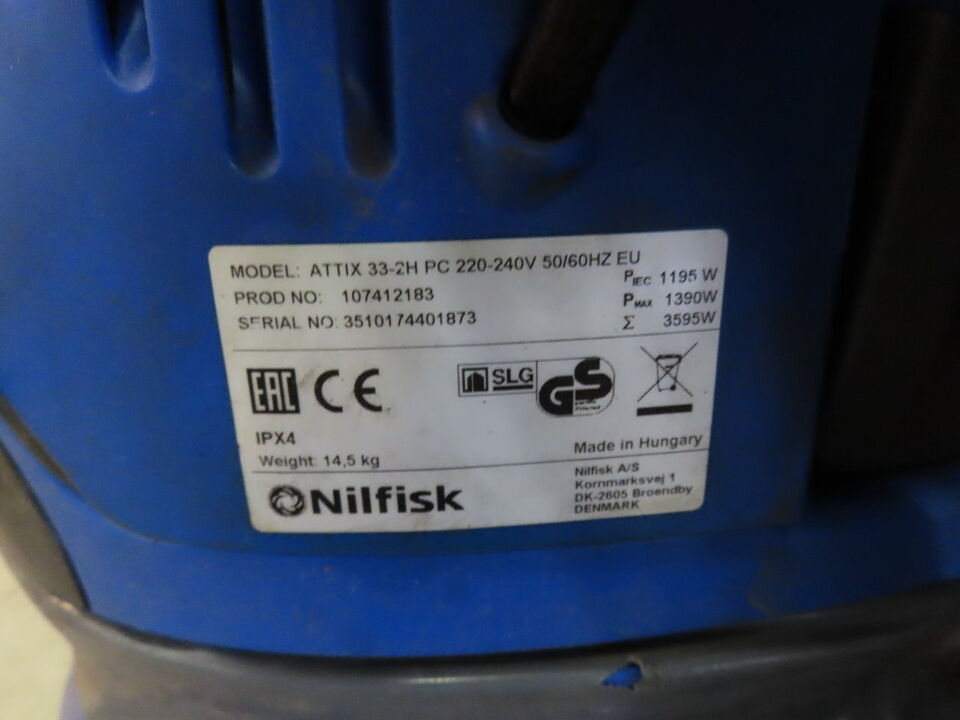 MODEL: ATTIX 33-2H PC 220-240V 50/60HZ EU
PROD NO: 107412183
SERIAL NO: 3510174401873
PIEC 1195 W
PMAX 1390W
Σ 3595W
EAC CE
SLG
GS
IPX4
Weight: 14,5 kg
Made in Hungary
Nilfisk
Nilfisk A/S
Kornmarksvej 1
DK-2605 Broendby
DENMARK